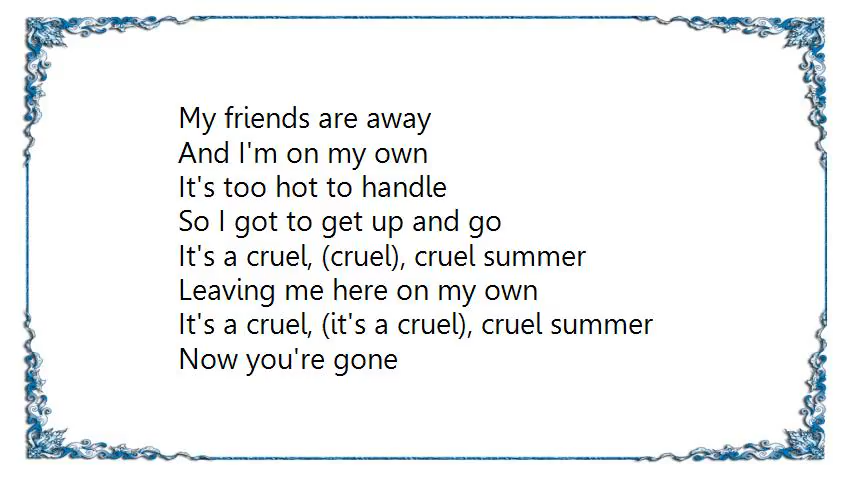 My friends are away
And I'm on my own
It's too hot to handle
So I got to get up and go
It's a cruel, (cruel), cruel summer
Leaving me here on my own
It's a cruel, (it's a cruel), cruel summer
Now you're gone